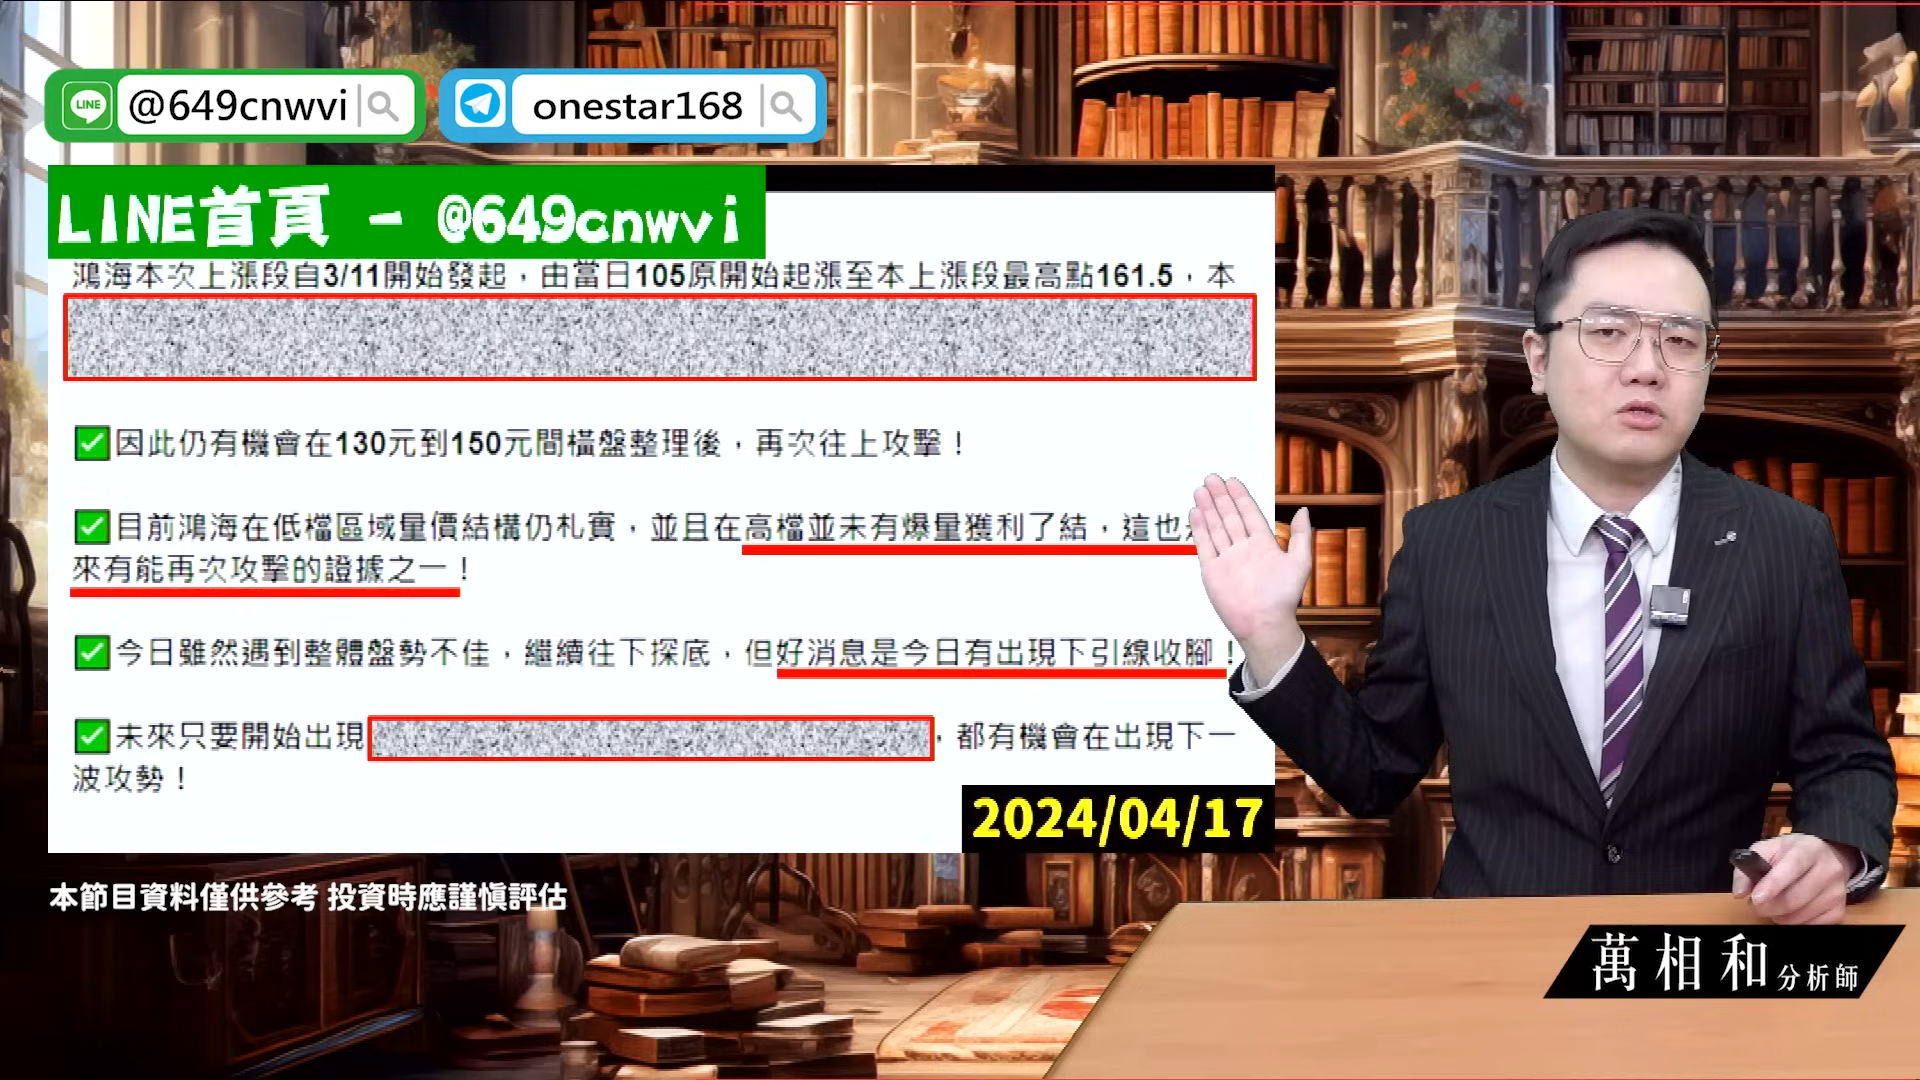 LINE
@649cnwvi
onestar168
LINE首頁 - @649cnwvi
鴻海本次上漲段自3/11開始發起，由當日105原開始起漲至本上漲段最高點161.5，本
✅因此仍有機會在130元到150元間橫盤整理後，再次往上攻擊！
✅目前鴻海在低檔區域量價結構仍札實，並且在高檔並未有爆量獲利了結，這也
來有能再次攻擊的證據之一！
✅今日雖然遇到整體盤勢不佳，繼續往下探底，但好消息是今日有出現下引線收腳！
✅未來只要開始出現，都有機會在出現下一
波攻勢！
2024/04/17
本節目資料僅供參考 投資時應謹慎評估
萬相和分析師